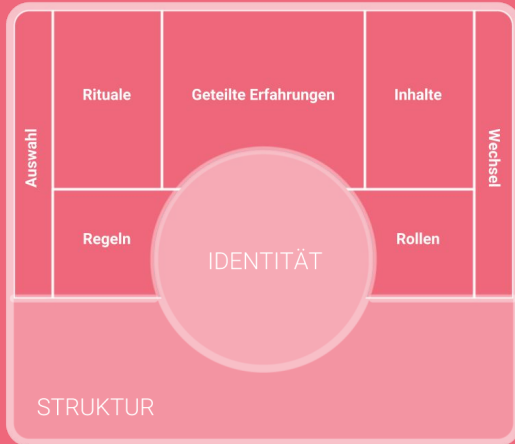 Auswahl
Rituale
Geteilte Erfahrungen
Inhalte
Wechsel
Regeln
IDENTITÄT
Rollen
STRUKTUR